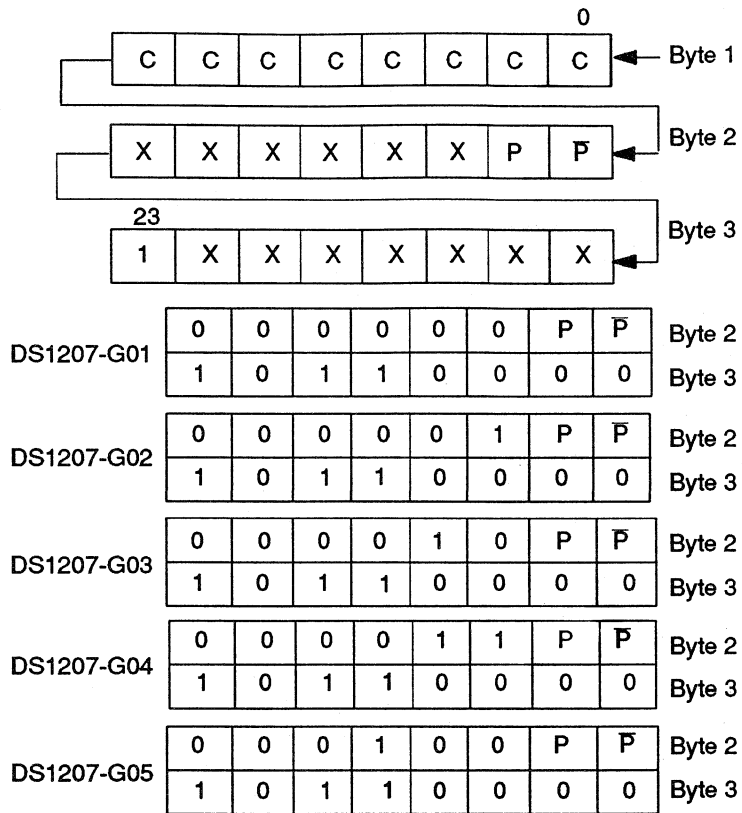 0
C C C C C C C C Byte 1
X X X X X X P P̅ Byte 2
23
1 X X X X X X X Byte 3
0 0 0 0 0 0 P P̅ Byte 2
DS1207-G01
1 0 1 1 0 0 0 0 Byte 3
0 0 0 0 0 1 P P̅ Byte 2
DS1207-G02
1 0 1 1 0 0 0 0 Byte 3
0 0 0 0 1 0 P P̅ Byte 2
DS1207-G03
1 0 1 1 0 0 0 0 Byte 3
0 0 0 0 1 1 P P̅ Byte 2
DS1207-G04
1 0 1 1 0 0 0 0 Byte 3
0 0 0 1 0 0 P P̅ Byte 2
DS1207-G05
1 0 1 1 0 0 0 0 Byte 3